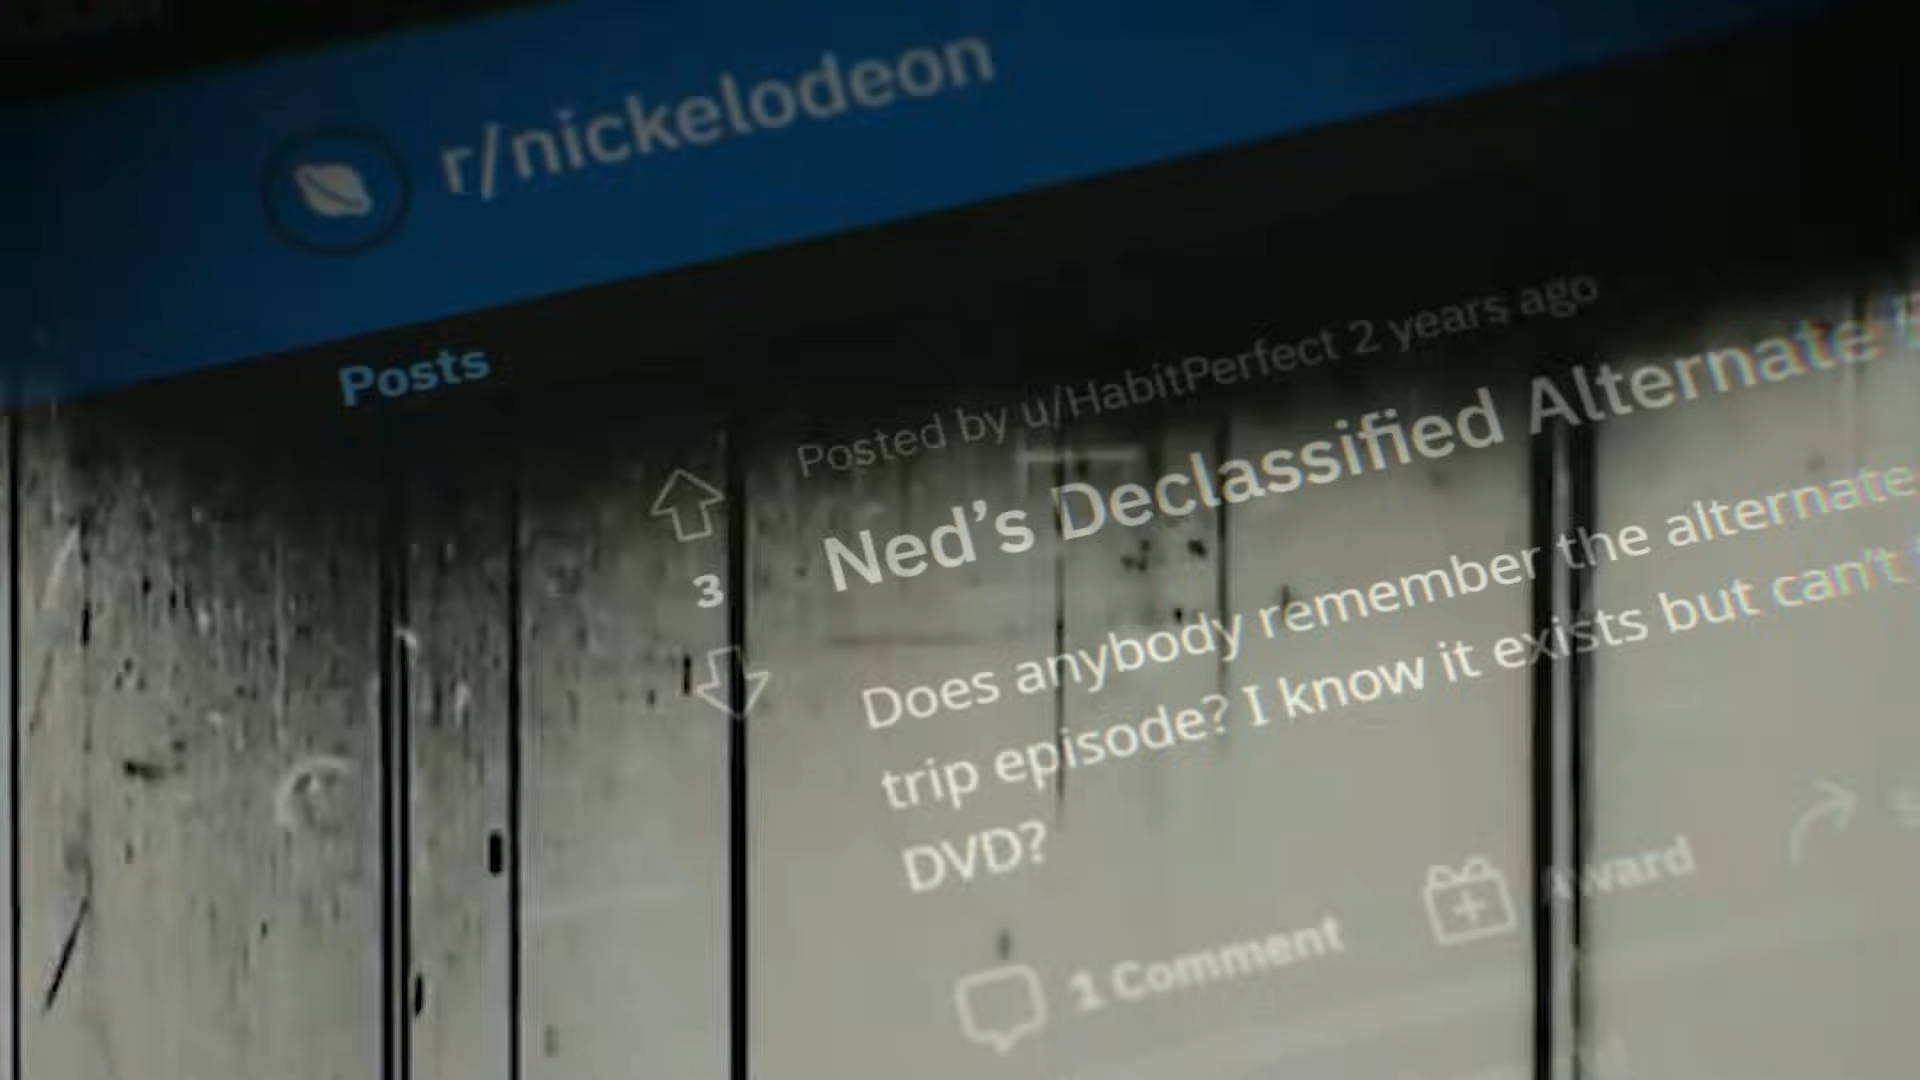 r/nickelodeon
Posts
Posted by u/HabitPerfect 2 years ago
Ned's Declassified Alternate
3
Does anybody remember the alternate
trip episode? I know it exists but can't
DVD?
1 Comment
Award